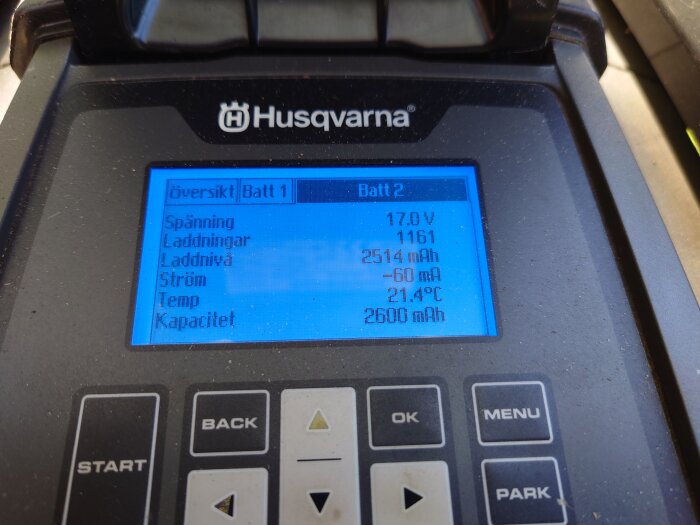 Husqvarna®
Översikt Batt 1 Batt 2
Spänning 17.0 V
Laddningar 1161
Laddnivå 2514 mAh
Ström -60 mA
Temp 21.4°C
Kapacitet 2600 mAh
BACK OK MENU
START PARK